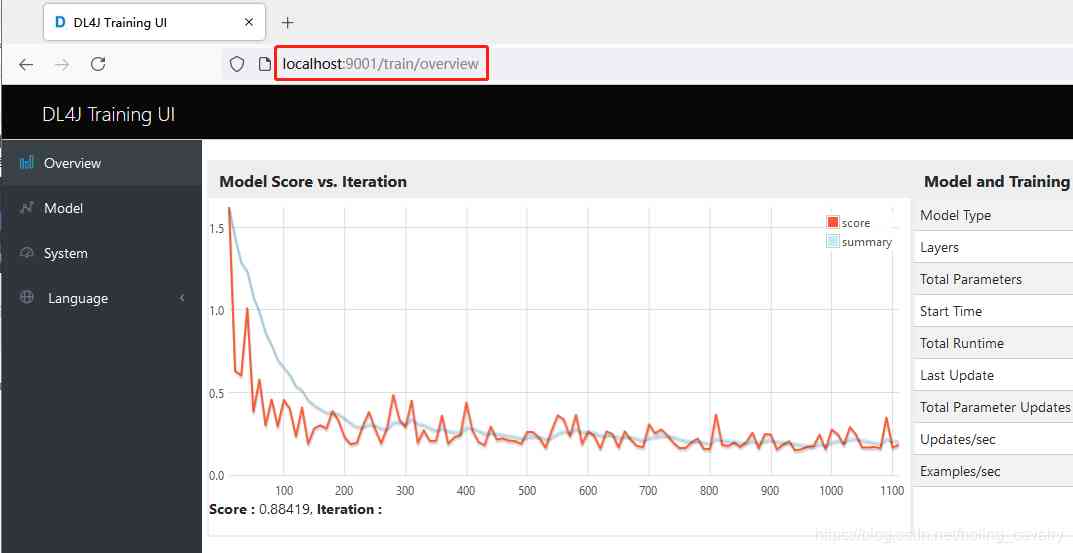 DL4J Training UI
localhost:9001/train/overview
DL4J Training UI
Overview
Model
System
Language
Model Score vs. Iteration
score
summary
1.5
1.0
0.5
0.0
100 200 300 400 500 600 700 800 900 1000 1100
Score : 0.88419, Iteration :
Model and Training
Model Type
Layers
Total Parameters
Start Time
Total Runtime
Last Update
Total Parameter Updates
Updates/sec
Examples/sec
https://blog.csdn.net/boling_cavalry